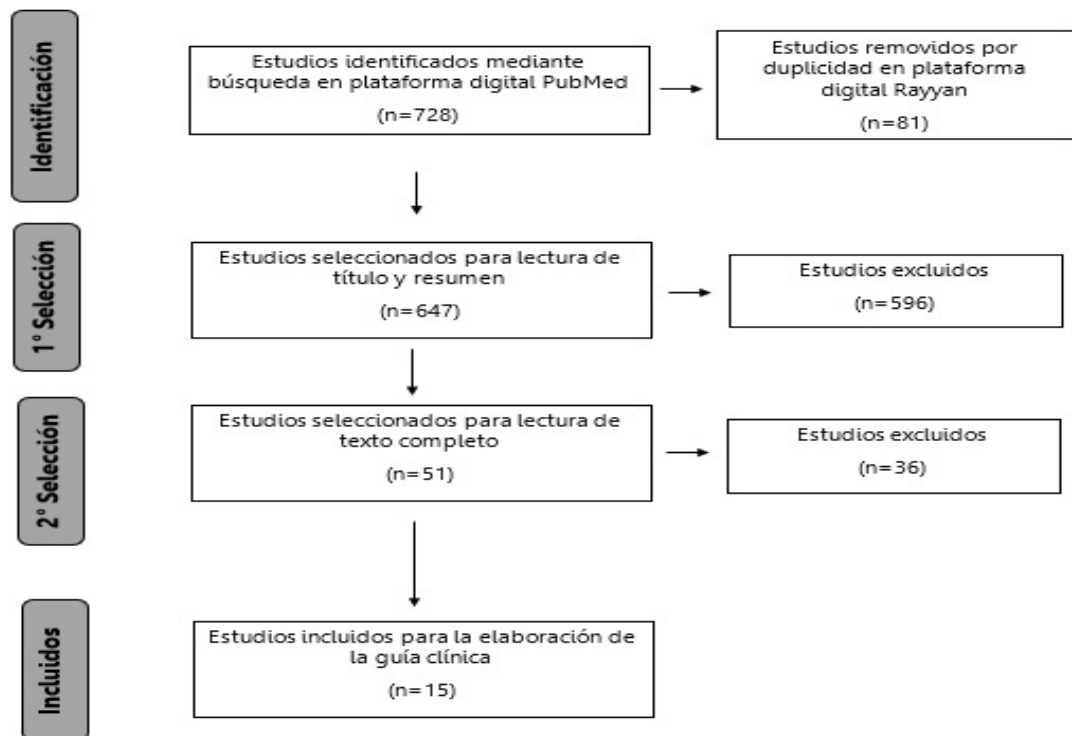 Identificación
Estudios identificados mediante
búsqueda en plataforma digital PubMed
(n=728)
Estudios removidos por
duplicidad en plataforma
digital Rayyan
(n=81)
1° Selección
Estudios seleccionados para lectura de
título y resumen
(n=647)
Estudios excluidos
(n=596)
2° Selección
Estudios seleccionados para lectura de
texto completo
(n=51)
Estudios excluidos
(n=36)
Incluidos
Estudios incluidos para la elaboración de
la guía clínica
(n=15)